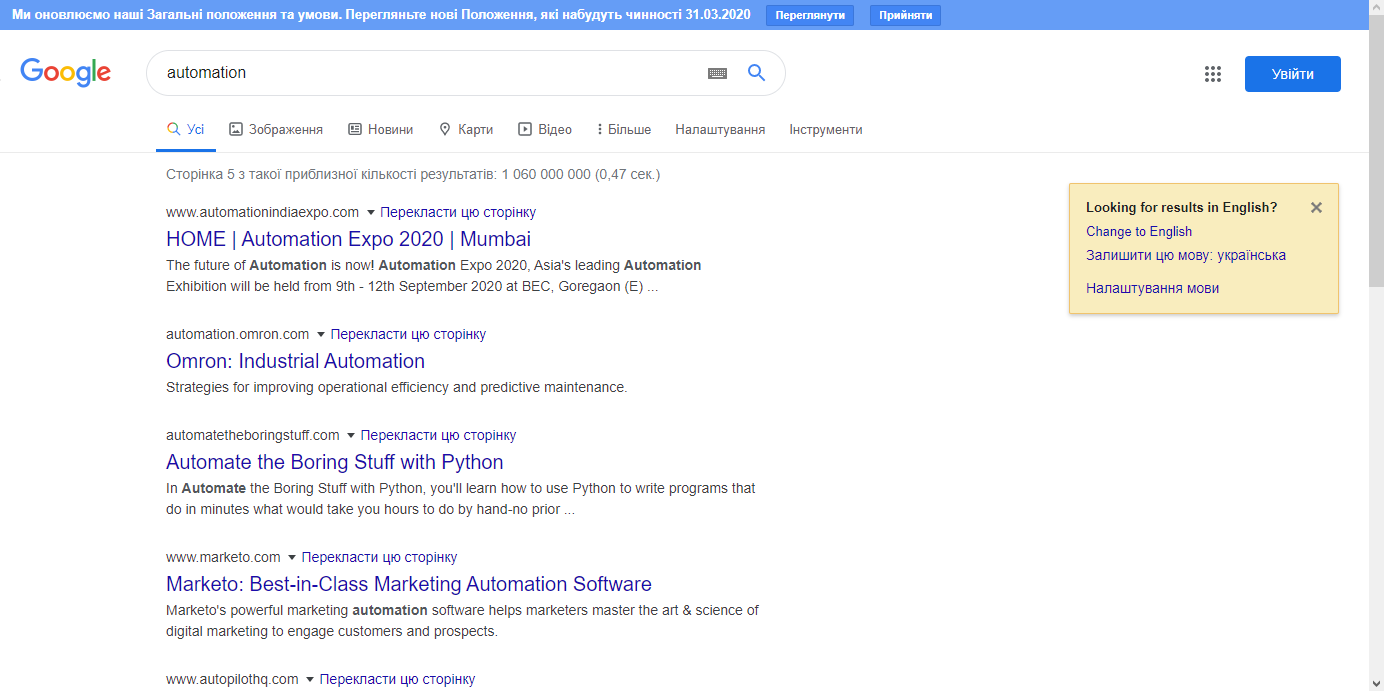 Ми оновлюємо наші Загальні положення та умови. Перегляньте нові Положення, які набудуть чинності 31.03.2020 Переглянути Прийняти
Google automation Увійти
Усі Зображення Новини Карти Відео Більше Налаштування Інструменти
Сторінка 5 з такої приблизної кількості результатів: 1 060 000 000 (0,47 сек.)
www.automationindiaexpo.com Перекласти цю сторінку
HOME | Automation Expo 2020 | Mumbai
The future of Automation is now! Automation Expo 2020, Asia's leading Automation
Exhibition will be held from 9th - 12th September 2020 at BEC, Goregaon (E) ...
automation.omron.com Перекласти цю сторінку
Omron: Industrial Automation
Strategies for improving operational efficiency and predictive maintenance.
automatetheboringstuff.com Перекласти цю сторінку
Automate the Boring Stuff with Python
In Automate the Boring Stuff with Python, you'll learn how to use Python to write programs that
do in minutes what would take you hours to do by hand-no prior ...
www.marketo.com Перекласти цю сторінку
Marketo: Best-in-Class Marketing Automation Software
Marketo's powerful marketing automation software helps marketers master the art & science of
digital marketing to engage customers and prospects.
www.autopilothq.com Перекласти цю сторінку
Looking for results in English?
Change to English
Залишити цю мову: українська
Налаштування мови